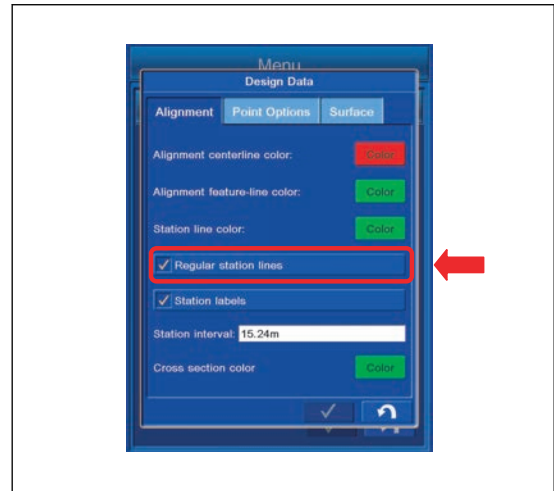 Menu
Design Data
Alignment Point Options Surface
Alignment centerline color: Color
Alignment feature-line color: Color
Station line color: Color
Regular station lines
Station labels
Station interval: 15.24m
Cross section color Color